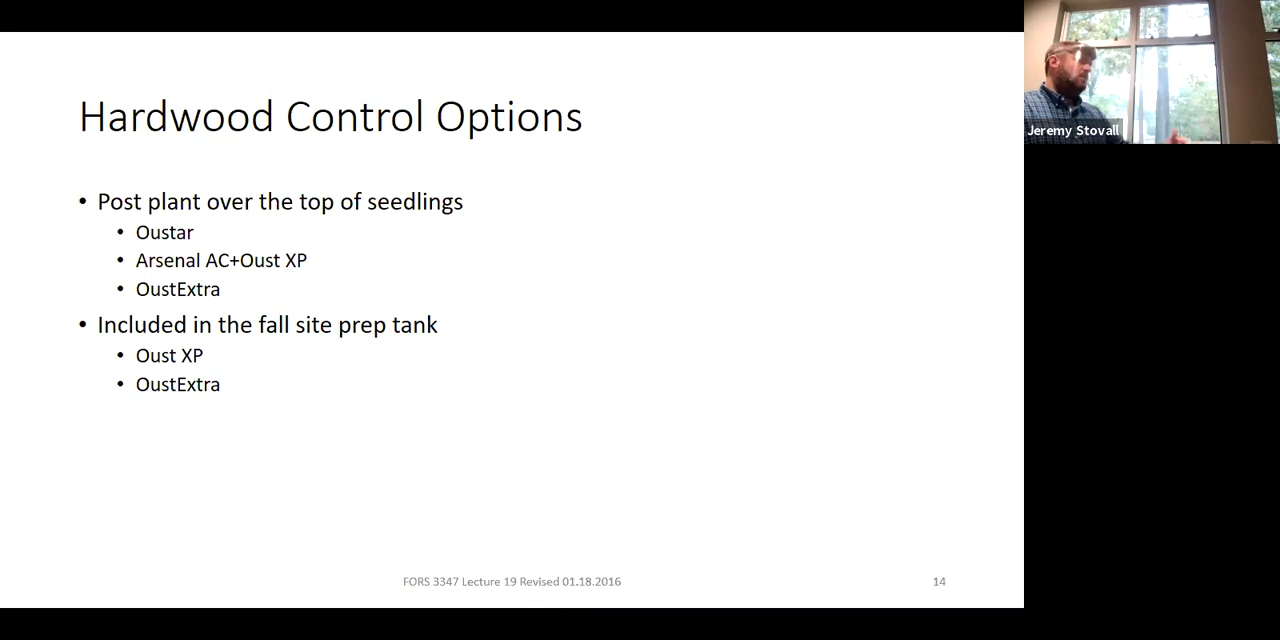 Hardwood Control Options
• Post plant over the top of seedlings
• Oustar
• Arsenal AC+Oust XP
• OustExtra
• Included in the fall site prep tank
• Oust XP
• OustExtra
FORS 3347 Lecture 19 Revised 01.18.2016
14
Jeremy Stovall